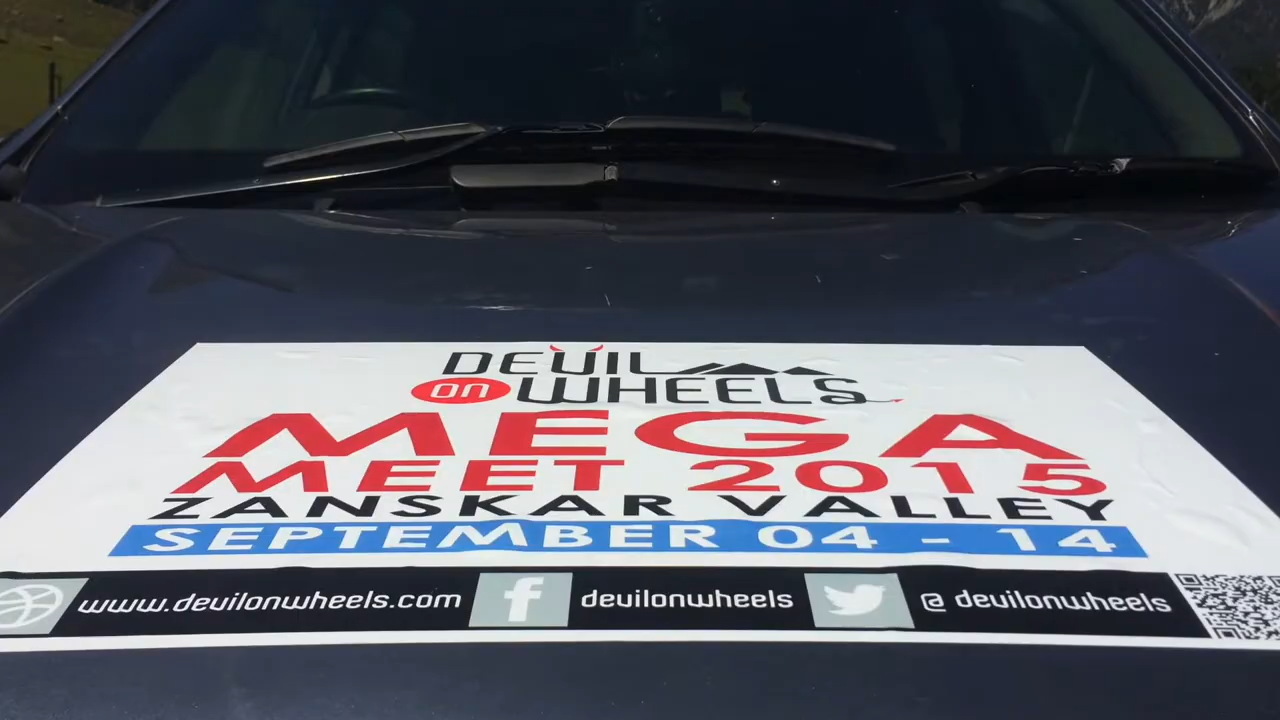 DEVIL
ON WHEELS
MEGA
MEET 2015
ZANSKAR VALLEY
SEPTEMBER 04 - 14
www.devilonwheels.com f devilonwheels @ devilonwheels